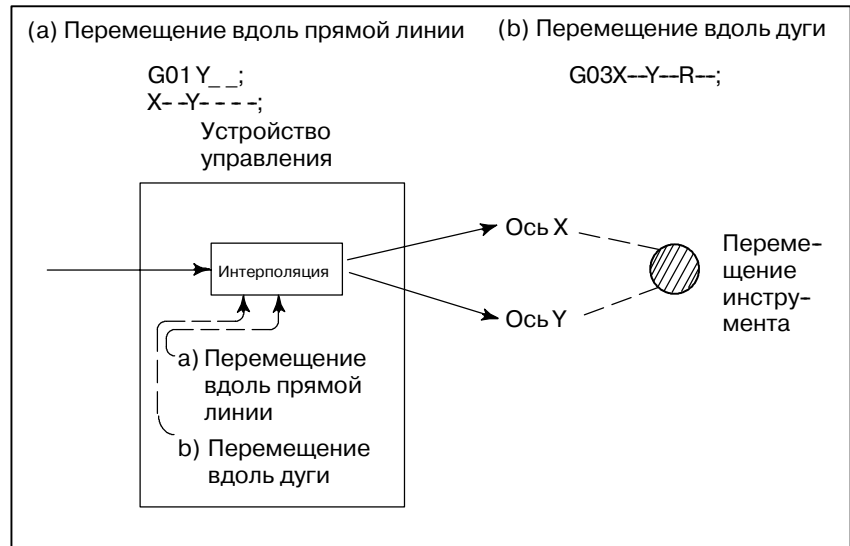 (a) Перемещение вдоль прямой линии
(b) Перемещение вдоль дуги
G01 Y_ _;
X--Y-----;
G03X--Y--R--;
Устройство
управления
Интерполяция
Ось X
Ось Y
Переме-
щение
инстру-
мента
a) Перемещение
вдоль прямой
линии
b) Перемещение
вдоль дуги